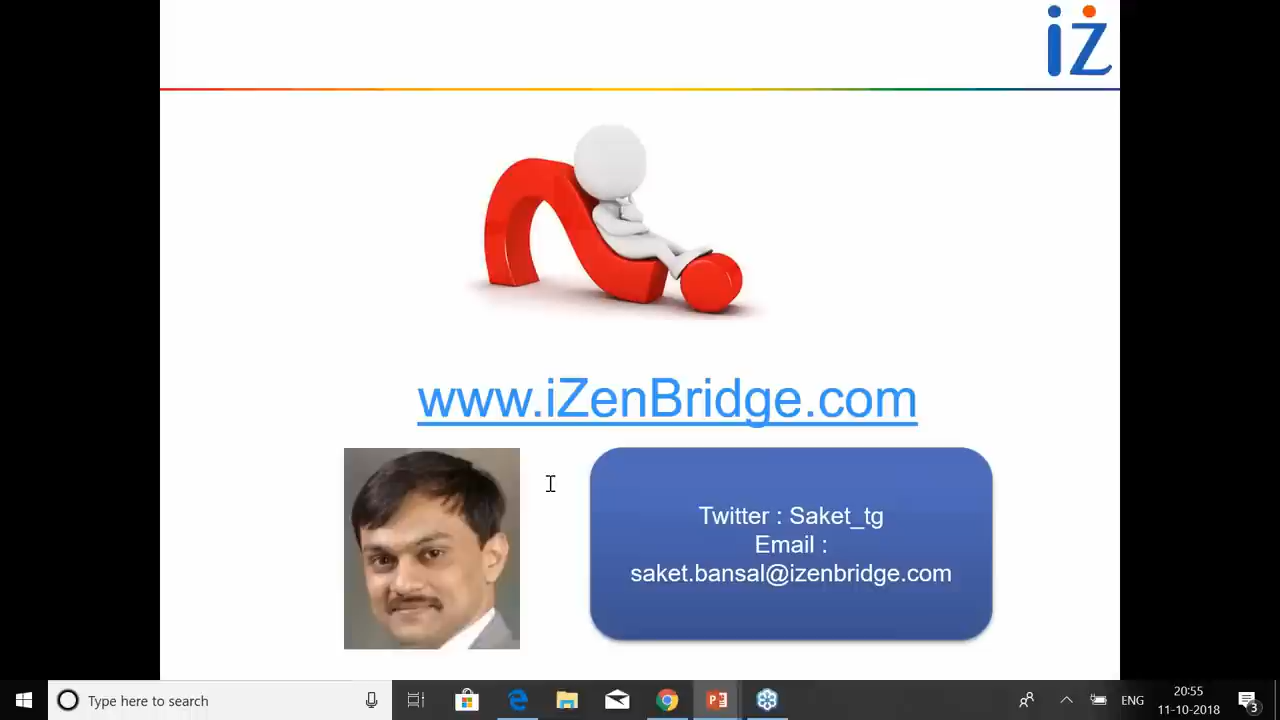 iZ
www.iZenBridge.com
Twitter : Saket_tg
Email :
saket.bansal@izenbridge.com
Type here to search
ENG
20:55
11-10-2018
3